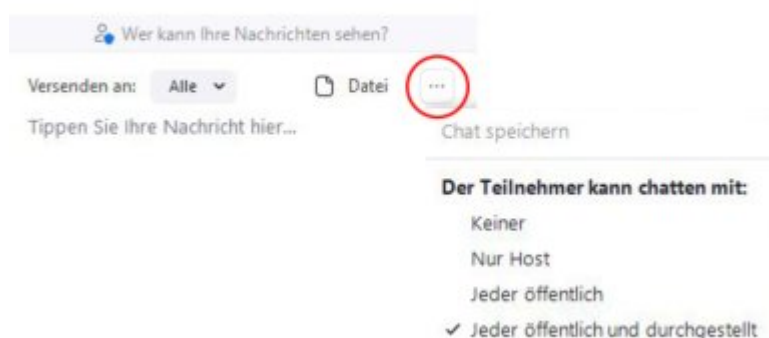 Wer kann Ihre Nachrichten sehen?
Versenden an: Alle Datei ...
Tippen Sie Ihre Nachricht hier...
Chat speichern
Der Teilnehmer kann chatten mit:
Keiner
Nur Host
Jeder öffentlich
✓ Jeder öffentlich und durchgestellt